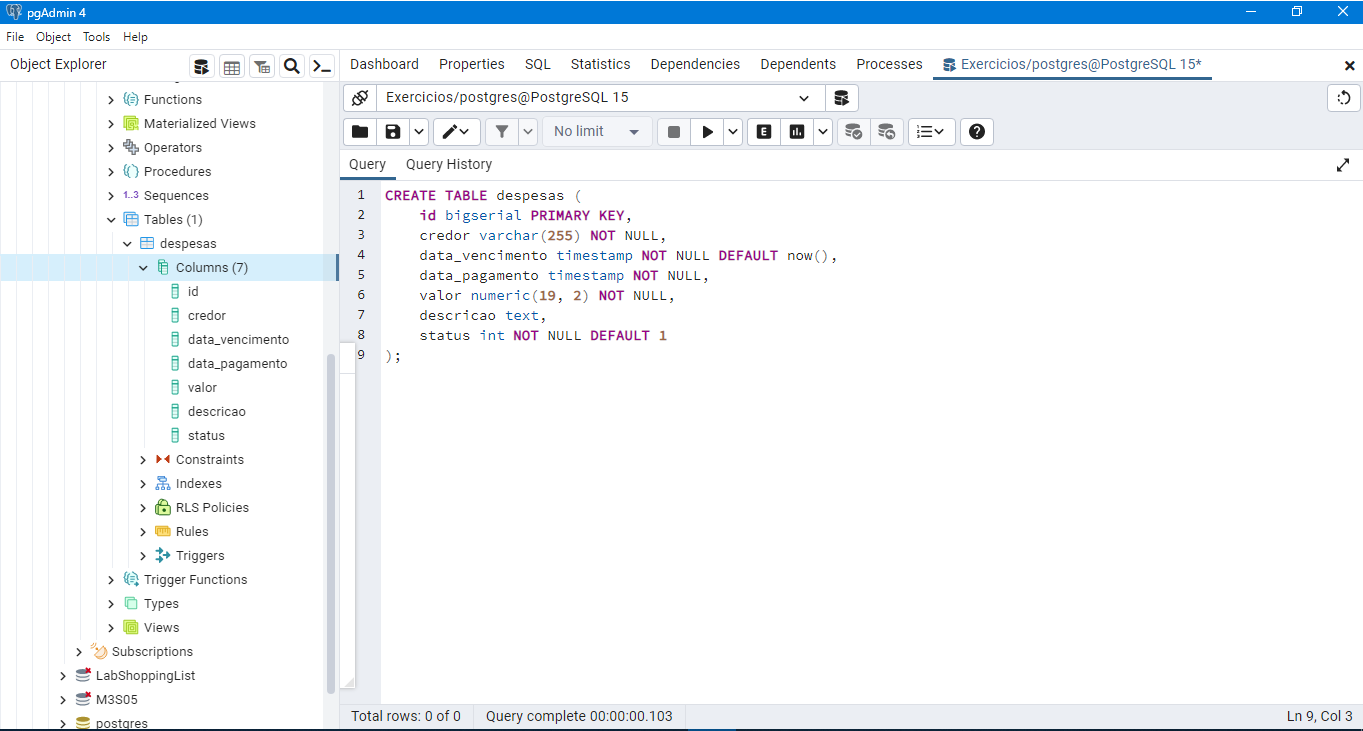 pgAdmin 4
File Object Tools Help
Object Explorer
Functions
Materialized Views
Operators
Procedures
1..3 Sequences
Tables (1)
despesas
Columns (7)
id
credor
data_vencimento
data_pagamento
valor
descricao
status
Constraints
Indexes
RLS Policies
Rules
Triggers
Trigger Functions
Types
Views
Subscriptions
LabShoppingList
M3S05
postgres
Dashboard Properties SQL Statistics Dependencies Dependents Processes Exercicios/postgres@PostgreSQL 15*
Exercicios/postgres@PostgreSQL 15
No limit E
Query Query History
1 CREATE TABLE despesas (
2 id bigserial PRIMARY KEY,
3 credor varchar(255) NOT NULL,
4 data_vencimento timestamp NOT NULL DEFAULT now(),
5 data_pagamento timestamp NOT NULL,
6 valor numeric(19, 2) NOT NULL,
7 descricao text,
8 status int NOT NULL DEFAULT 1
9 );
Total rows: 0 of 0 Query complete 00:00:00.103 Ln 9, Col 3